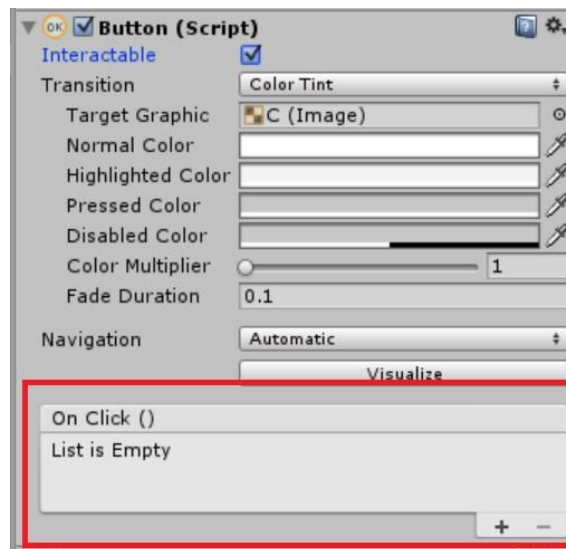 OK Button (Script)
Interactable
Transition Color Tint
Target Graphic C (Image)
Normal Color
Highlighted Color
Pressed Color
Disabled Color
Color Multiplier 1
Fade Duration 0.1
Navigation Automatic
Visualize
On Click ()
List is Empty